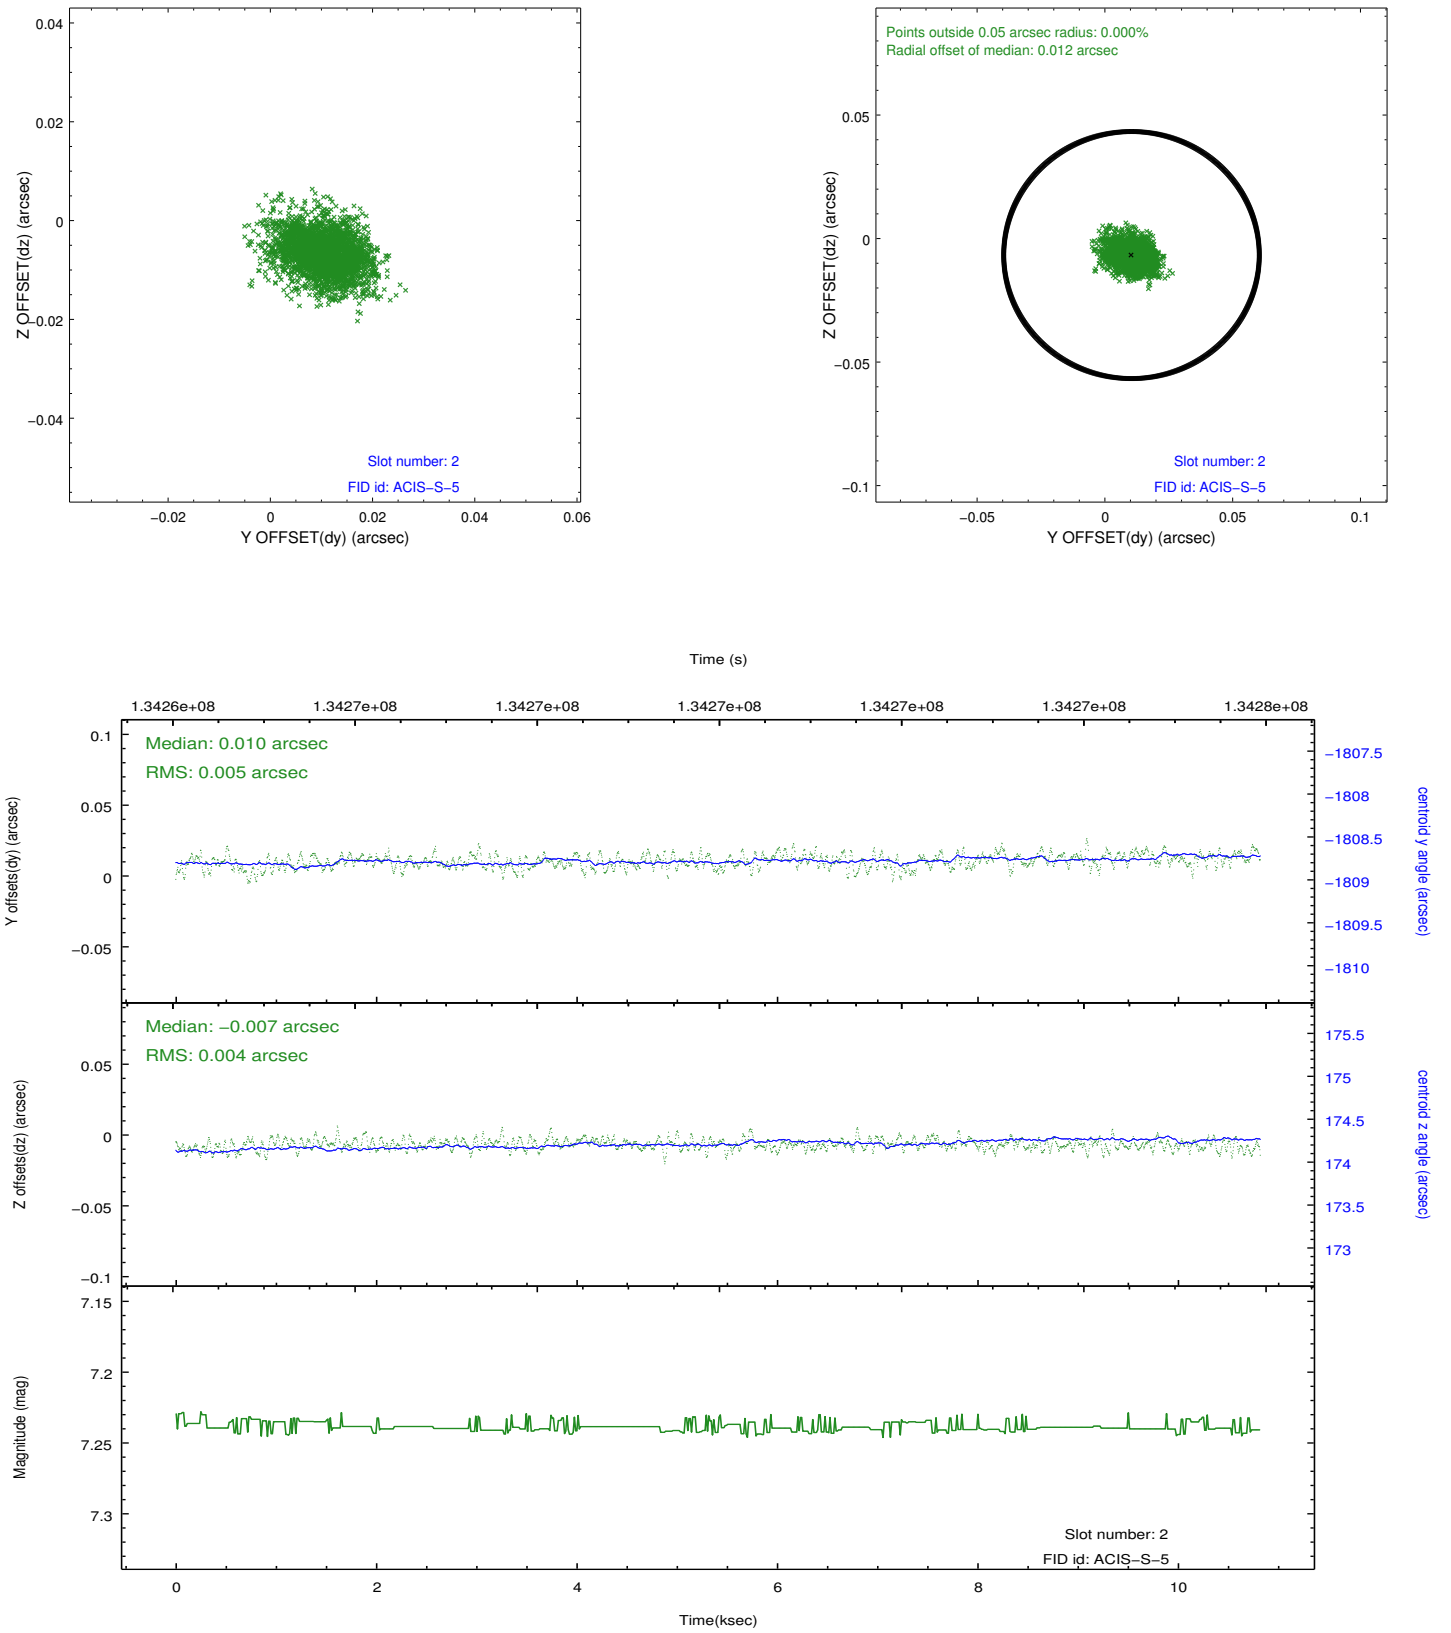 0.04
0.02
0
−0.02
−0.04
Z OFFSET(dz) (arcsec)
Slot number: 2
FID id: ACIS−S−5
−0.02 0 0.02 0.04 0.06
Y OFFSET(dy) (arcsec)
Points outside 0.05 arcsec radius: 0.000%
Radial offset of median: 0.012 arcsec
0.05
0
−0.05
−0.1
Z OFFSET(dz) (arcsec)
Slot number: 2
FID id: ACIS−S−5
−0.05 0 0.05 0.1
Y OFFSET(dy) (arcsec)
Time (s)
1.3426e+08 1.3427e+08 1.3427e+08 1.3427e+08 1.3427e+08 1.3427e+08 1.3428e+08
Median: 0.010 arcsec
RMS: 0.005 arcsec
0.1
0.05
0
−0.05
Y offsets(dy) (arcsec)
−1807.5
−1808
−1808.5
−1809
−1809.5
−1810
centroid y angle (arcsec)
Median: −0.007 arcsec
RMS: 0.004 arcsec
0.05
0
−0.05
−0.1
Z offsets(dz) (arcsec)
175.5
175
174.5
174
173.5
173
centroid z angle (arcsec)
7.15
7.2
7.25
7.3
Magnitude (mag)
Slot number: 2
FID id: ACIS−S−5
0 2 4 6 8 10
Time(ksec)